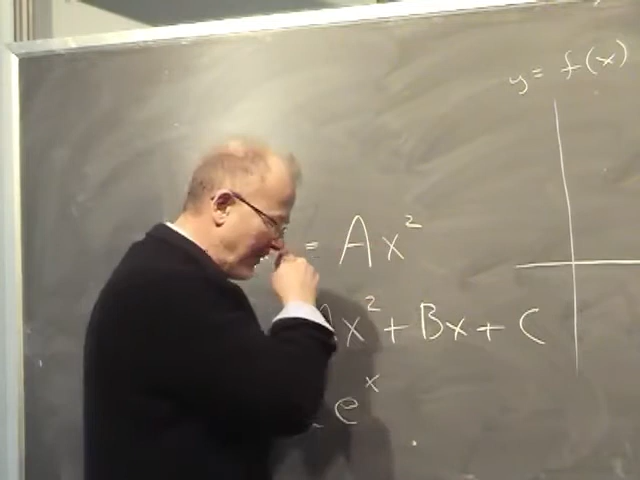 y = f(x)
= Ax²
Ax² + Bx + C
eˣ